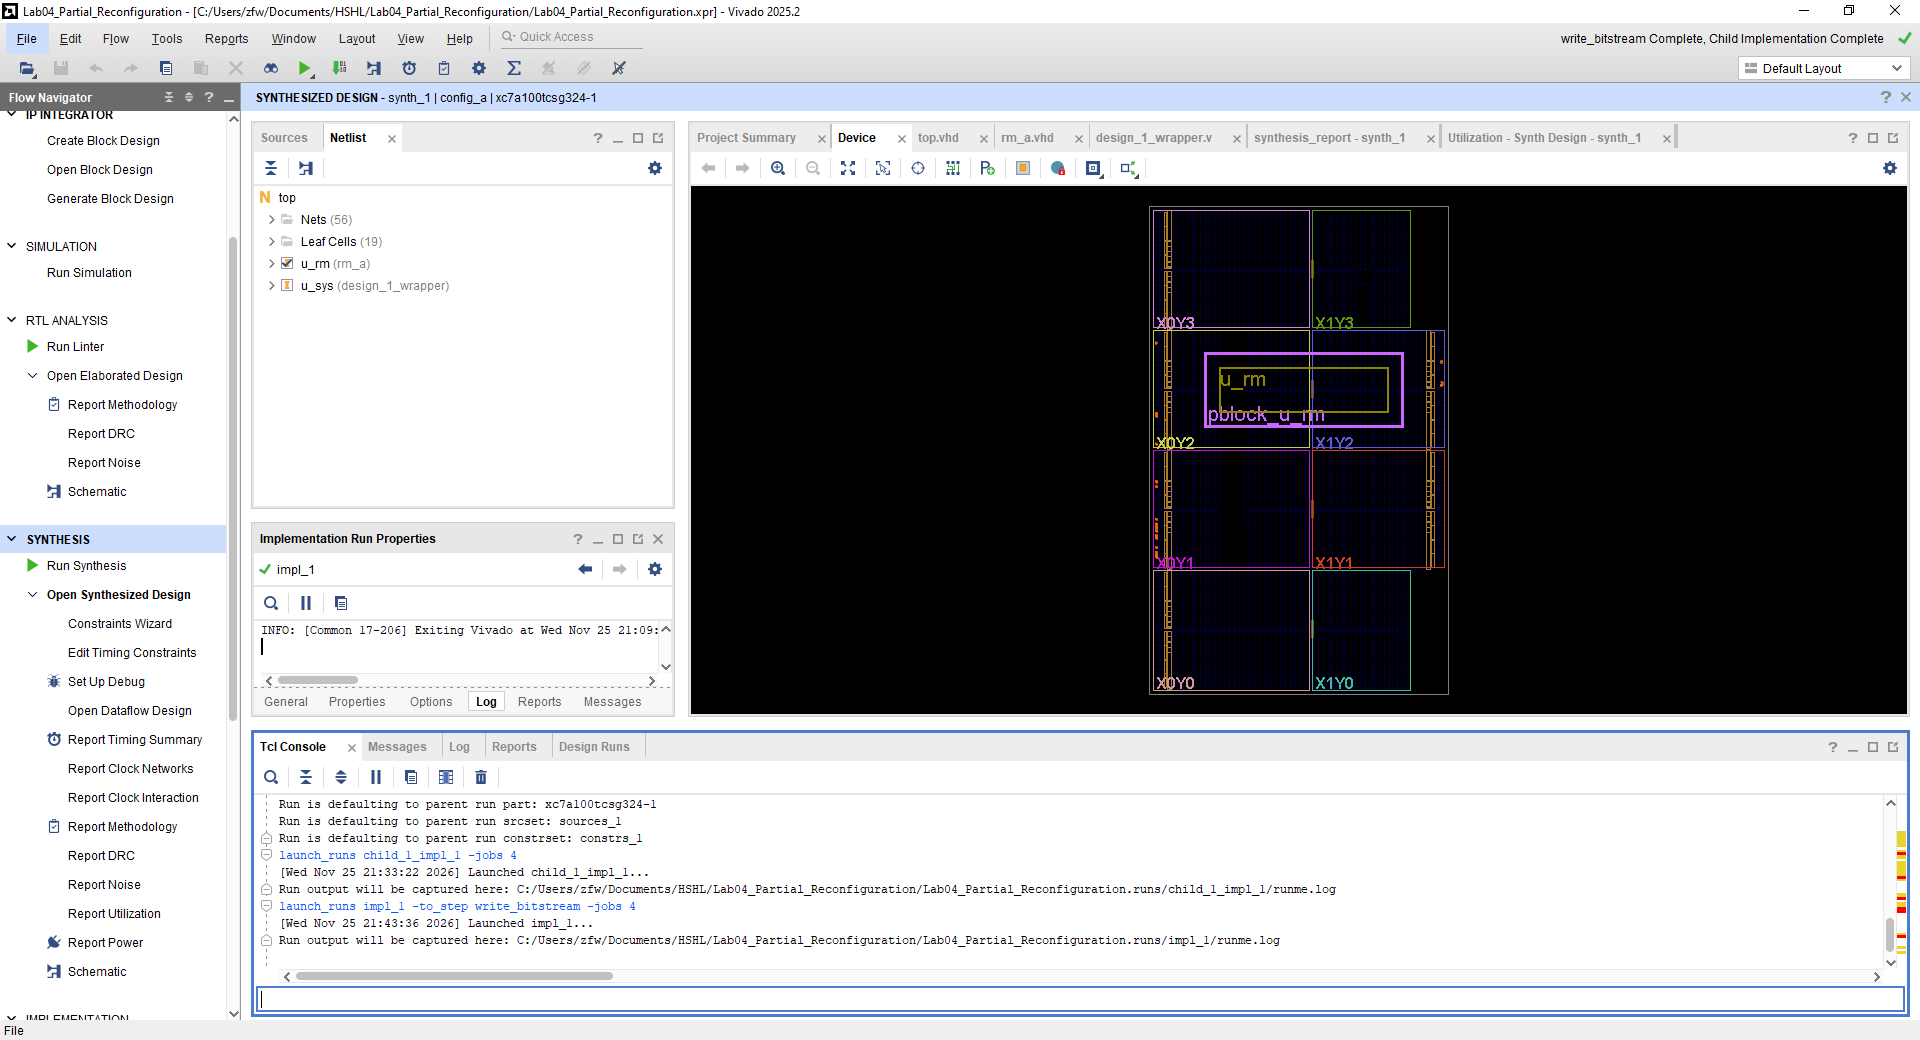 Lab04_Partial_Reconfiguration - [C:/Users/zfw/Documents/HSHL/Lab04_Partial_Reconfiguration/Lab04_Partial_Reconfiguration.xpr] - Vivado 2025.2
File Edit Flow Tools Reports Window Layout View Help Quick Access
write_bitstream Complete, Child Implementation Complete
Default Layout
Flow Navigator
IP INTEGRATOR
Create Block Design
Open Block Design
Generate Block Design
SIMULATION
Run Simulation
RTL ANALYSIS
Run Linter
Open Elaborated Design
Report Methodology
Report DRC
Report Noise
Schematic
SYNTHESIS
Run Synthesis
Open Synthesized Design
Constraints Wizard
Edit Timing Constraints
Set Up Debug
Open Dataflow Design
Report Timing Summary
Report Clock Networks
Report Clock Interaction
Report Methodology
Report DRC
Report Noise
Report Utilization
Report Power
Schematic
IMPLEMENTATION
File
SYNTHESIZED DESIGN - synth_1 | config_a | xc7a100tcsg324-1
Sources Netlist
top
Nets (56)
Leaf Cells (19)
u_rm (rm_a)
u_sys (design_1_wrapper)
Implementation Run Properties
impl_1
INFO: [Common 17-206] Exiting Vivado at Wed Nov 25 21:09:
General Properties Options Log Reports Messages
Project Summary Device top.vhd rm_a.vhd design_1_wrapper.v synthesis_report - synth_1 Utilization - Synth Design - synth_1
X0Y3 X1Y3
u_rm
pblock_u_rm
X0Y2 X1Y2
X0Y1 X1Y1
X0Y0 X1Y0
Tcl Console Messages Log Reports Design Runs
Run is defaulting to parent run part: xc7a100tcsg324-1
Run is defaulting to parent run srcset: sources_1
Run is defaulting to parent run constrset: constrs_1
launch_runs child_1_impl_1 -jobs 4
[Wed Nov 25 21:33:22 2026] Launched child_1_impl_1...
Run output will be captured here: C:/Users/zfw/Documents/HSHL/Lab04_Partial_Reconfiguration/Lab04_Partial_Reconfiguration.runs/child_1_impl_1/runme.log
launch_runs impl_1 -to_step write_bitstream -jobs 4
[Wed Nov 25 21:43:36 2026] Launched impl_1...
Run output will be captured here: C:/Users/zfw/Documents/HSHL/Lab04_Partial_Reconfiguration/Lab04_Partial_Reconfiguration.runs/impl_1/runme.log